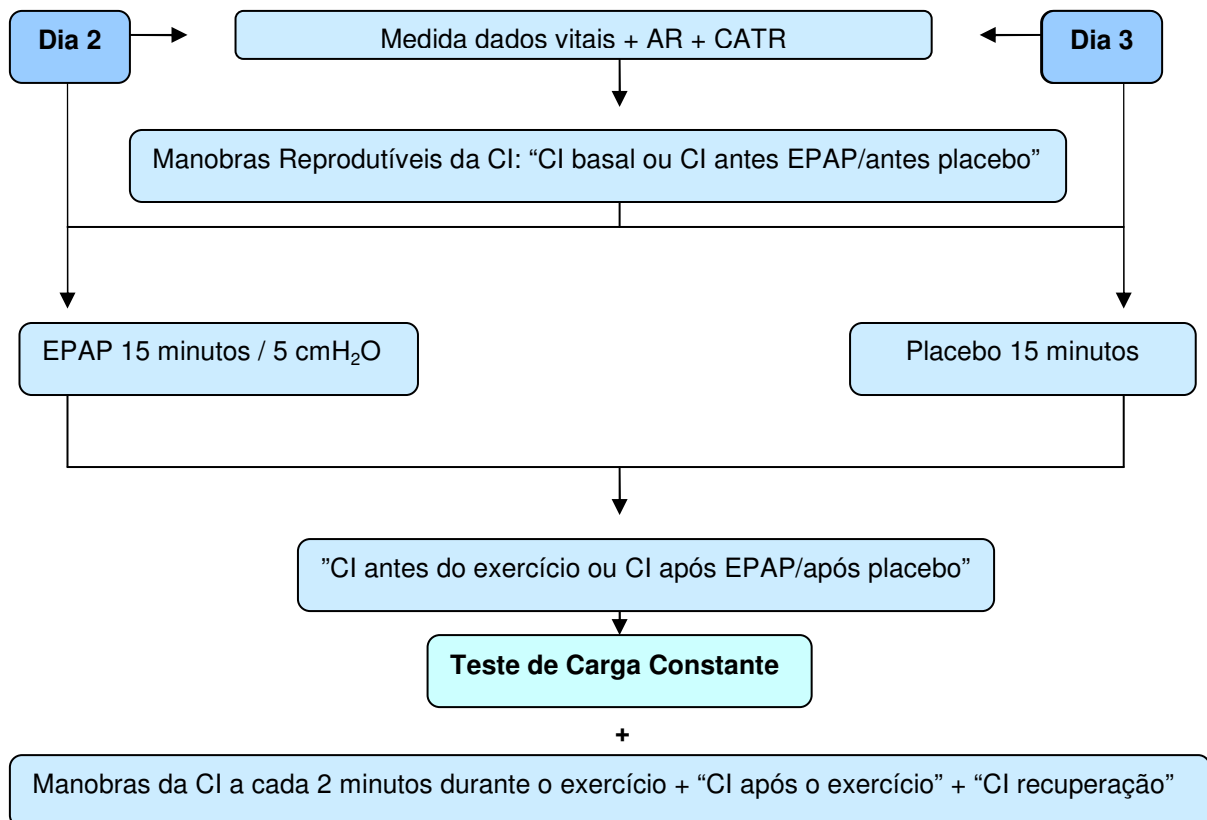 Dia 2
Medida dados vitais + AR + CATR
Dia 3
Manobras Reprodutíveis da CI: “CI basal ou CI antes EPAP/antes placebo”
EPAP 15 minutos / 5 cmH₂O
Placebo 15 minutos
”CI antes do exercício ou CI após EPAP/após placebo”
Teste de Carga Constante
+
Manobras da CI a cada 2 minutos durante o exercício + “CI após o exercício” + “CI recuperação”